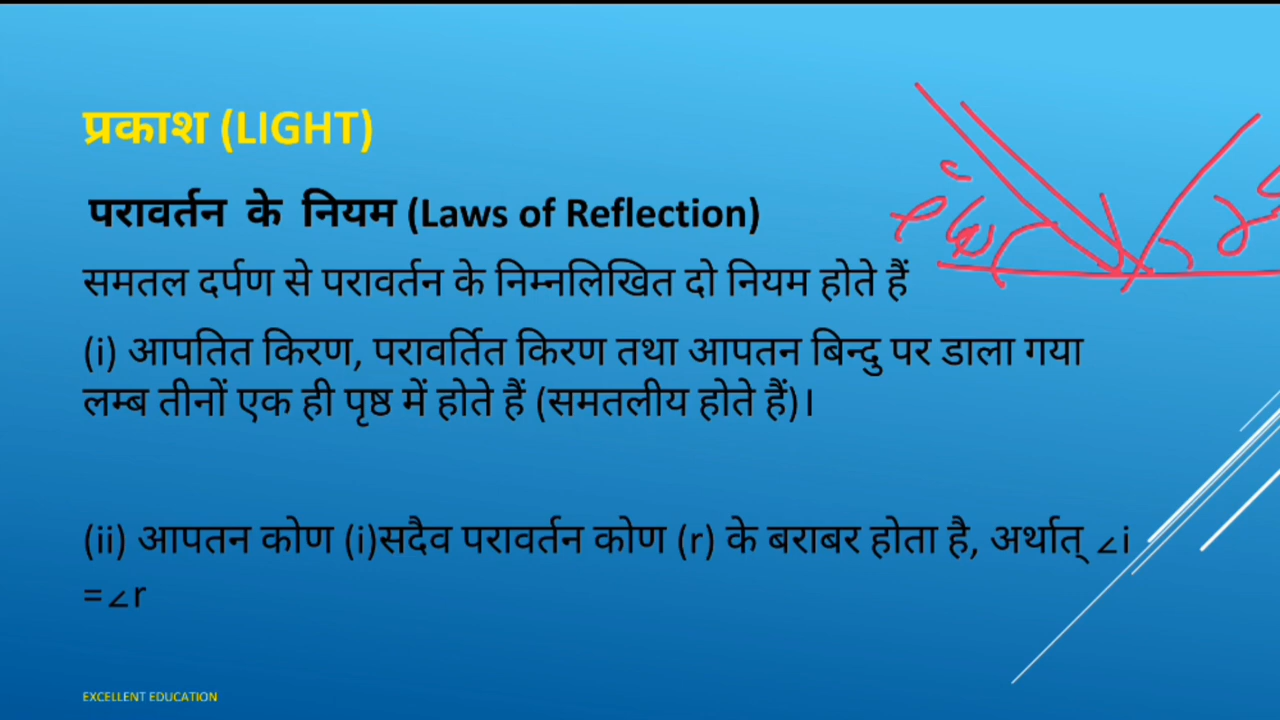 प्रकाश (LIGHT)
परावर्तन के नियम (Laws of Reflection)
समतल दर्पण से परावर्तन के निम्नलिखित दो नियम होते हैं
(i) आपतित किरण, परावर्तित किरण तथा आपतन बिन्दु पर डाला गया
लम्ब तीनों एक ही पृष्ठ में होते हैं (समतलीय होते हैं)।
(ii) आपतन कोण (i)सदैव परावर्तन कोण (r) के बराबर होता है, अर्थात् ∠i
=∠r
EXCELLENT EDUCATION